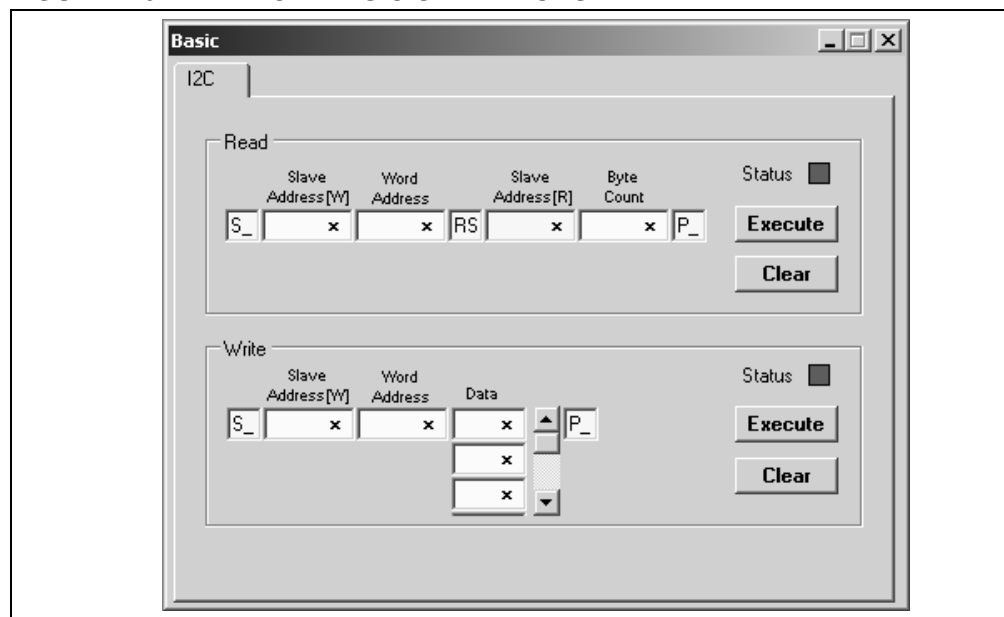 Basic
I2C
Read
Slave Address[W]
Word Address
Slave Address[R]
Byte Count
Status
S_ x x RS x x P_ Execute
Clear
Write
Slave Address[W]
Word Address
Data
Status
S_ x x x P_ Execute
x
Clear
x